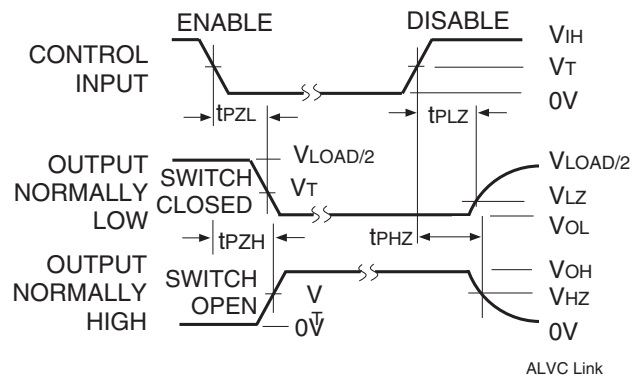 ENABLE
DISABLE
CONTROL
INPUT
VIH
VT
0V
tPZL
tPLZ
OUTPUT
NORMALLY
LOW
SWITCH
CLOSED
VLOAD/2
VT
VLOAD/2
VLZ
VOL
tPZH
tPHZ
OUTPUT
NORMALLY
HIGH
SWITCH
OPEN
V
T
0V
VOH
VHZ
0V
ALVC Link